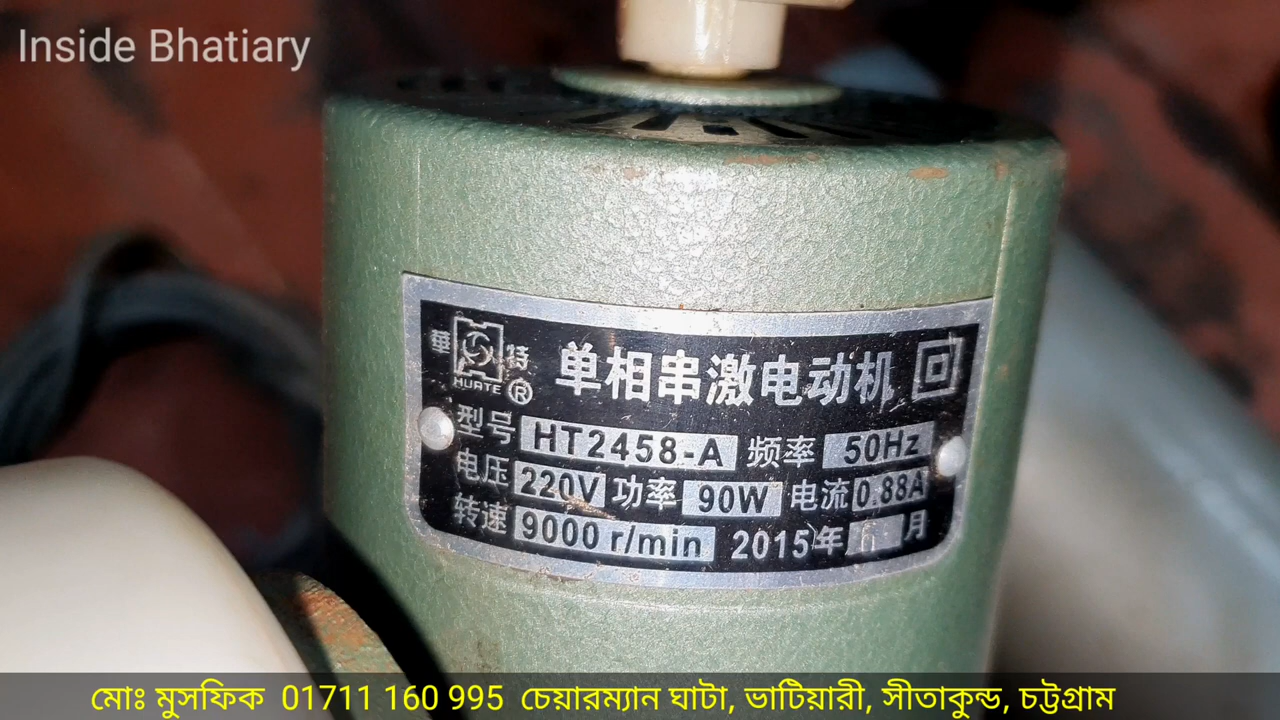 Inside Bhatiary
華 特
HUATE ®
单相串激电动机
型号 HT2458-A 频率 50Hz
电压 220V 功率 90W 电流 0.88A
转速 9000 r/min 2015年 6 月
মোঃ মুসফিক 01711 160 995 চেয়ারম্যান ঘাটা, ভাটিয়ারী, সীতাকুন্ড, চট্টগ্রাম